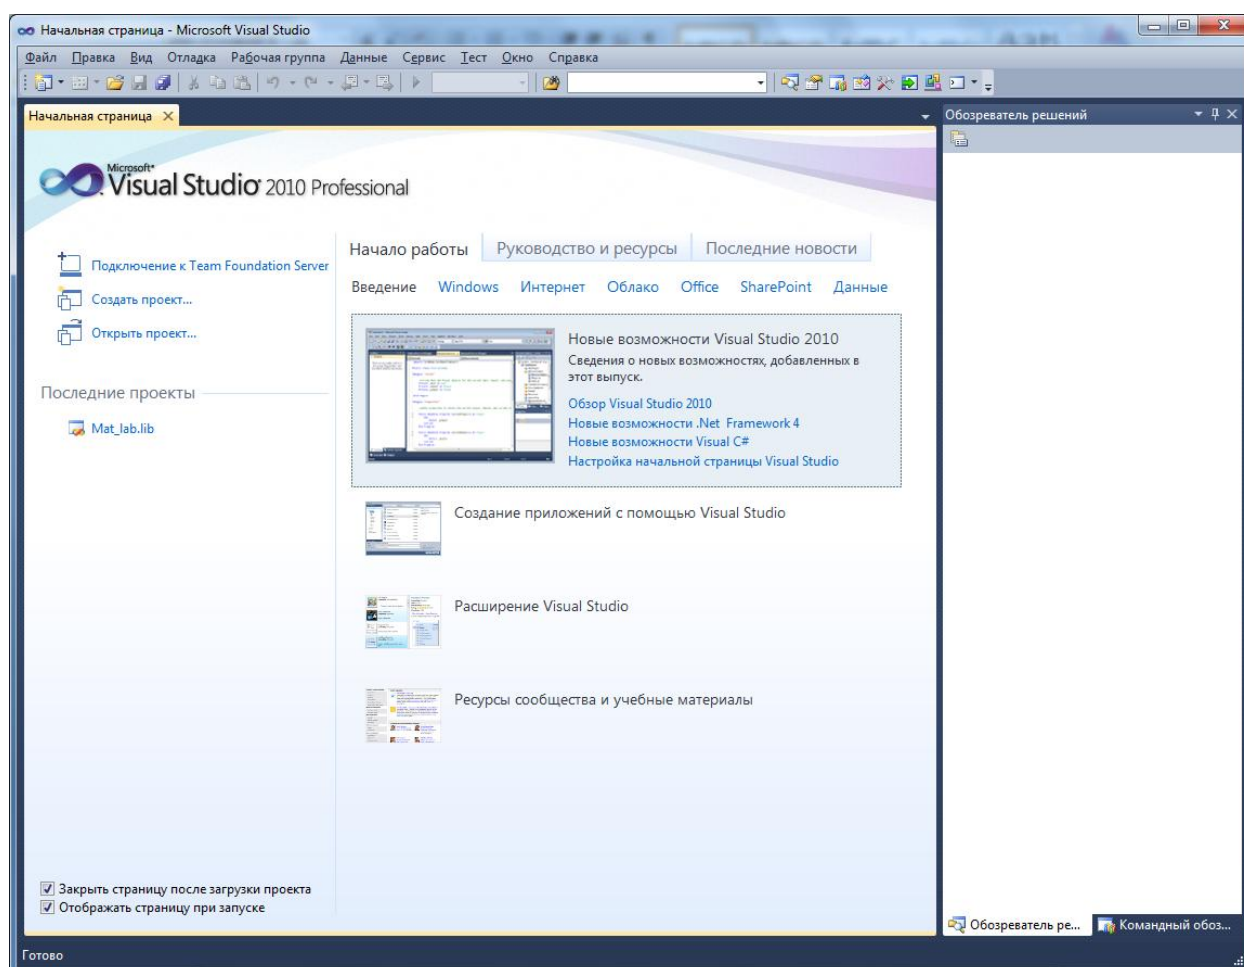 Начальная страница - Microsoft Visual Studio
Файл Правка Вид Отладка Рабочая группа Данные Сервис Тест Окно Справка
Начальная страница
Обозреватель решений
Microsoft
Visual Studio 2010 Professional
Подключение к Team Foundation Server
Создать проект...
Открыть проект...
Последние проекты
Mat_lab.lib
Начало работы Руководство и ресурсы Последние новости
Введение Windows Интернет Облако Office SharePoint Данные
Новые возможности Visual Studio 2010
Сведения о новых возможностях, добавленных в
этот выпуск.
Обзор Visual Studio 2010
Новые возможности .Net Framework 4
Новые возможности Visual C#
Настройка начальной страницы Visual Studio
Создание приложений с помощью Visual Studio
Расширение Visual Studio
Ресурсы сообщества и учебные материалы
Закрыть страницу после загрузки проекта
Отображать страницу при запуске
Обозреватель ре... Командный обоз...
Готово